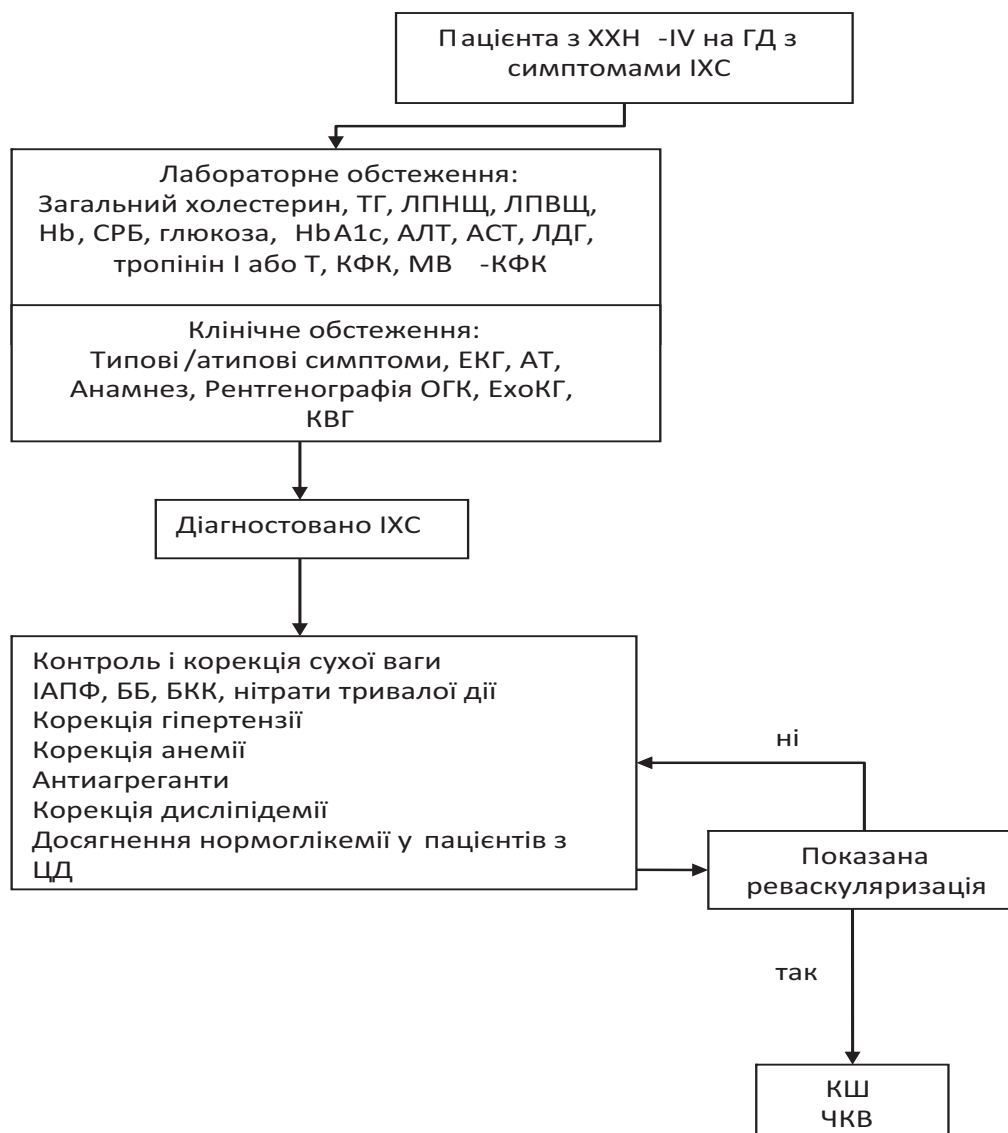 Пацієнта з ХХН -IV на ГД з
симптомами ІХС
Лабораторне обстеження:
Загальний холестерин, ТГ, ЛПНЩ, ЛПВЩ,
Hb, СРБ, глюкоза, HbA1c, АЛТ, АСТ, ЛДГ,
тропінін І або Т, КФК, МВ -КФК
Клінічне обстеження:
Типові/атипові симптоми, ЕКГ, АТ,
Анамнез, Рентгенографія ОГК, ЕхоКГ,
КВГ
Діагностовано ІХС
Контроль і корекція сухої ваги
ІАПФ, ББ, БКК, нітрати тривалої дії
Корекція гіпертензії
Корекція анемії
Антиагреганти
Корекція дисліпідемії
Досягнення нормоглікемії у пацієнтів з
ЦД
ні
Показана
реваскуляризація
так
КШ
ЧКВ